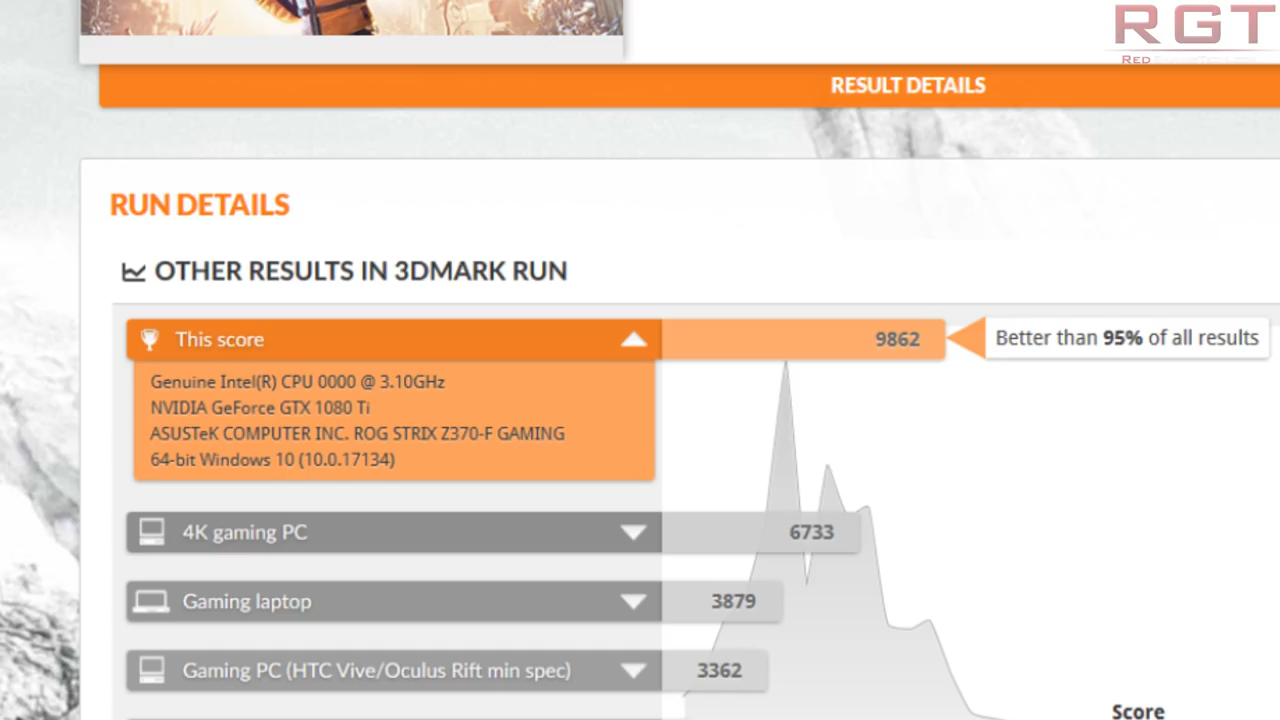 RGT
RED
RESULT DETAILS
RUN DETAILS
OTHER RESULTS IN 3DMARK RUN
This score
9862
Better than 95% of all results
Genuine Intel(R) CPU 0000 @ 3.10GHz
NVIDIA GeForce GTX 1080 Ti
ASUSTeK COMPUTER INC. ROG STRIX Z370-F GAMING
64-bit Windows 10 (10.0.17134)
4K gaming PC
6733
Gaming laptop
3879
Gaming PC (HTC Vive/Oculus Rift min spec)
3362
Score